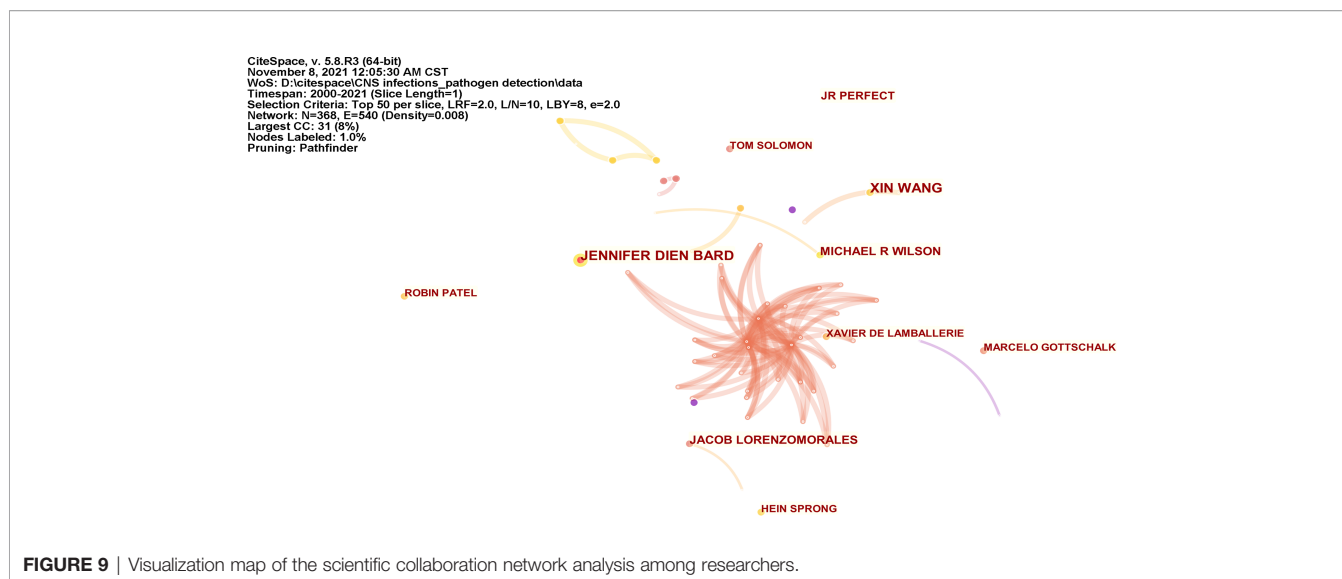 CiteSpace, v. 5.8.R3 (64-bit)
November 8, 2021 12:05:30 AM CST
WoS: D:\citespace\CNS infections_pathogen detection\data
Timespan: 2000-2021 (Slice Length=1)
Selection Criteria: Top 50 per slice, LRF=2.0, L/N=10, LBY=8, e=2.0
Network: N=368, E=540 (Density=0.008)
Largest CC: 31 (8%)
Nodes Labeled: 1.0%
Pruning: Pathfinder
JR PERFECT
TOM SOLOMON
XIN WANG
MICHAEL R WILSON
JENNIFER DIEN BARD
ROBIN PATEL
XAVIER DE LAMBALLERIE
MARCELO GOTTSCHALK
JACOB LORENZOMORALES
HEIN SPRONG
FIGURE 9 | Visualization map of the scientific collaboration network analysis among researchers.